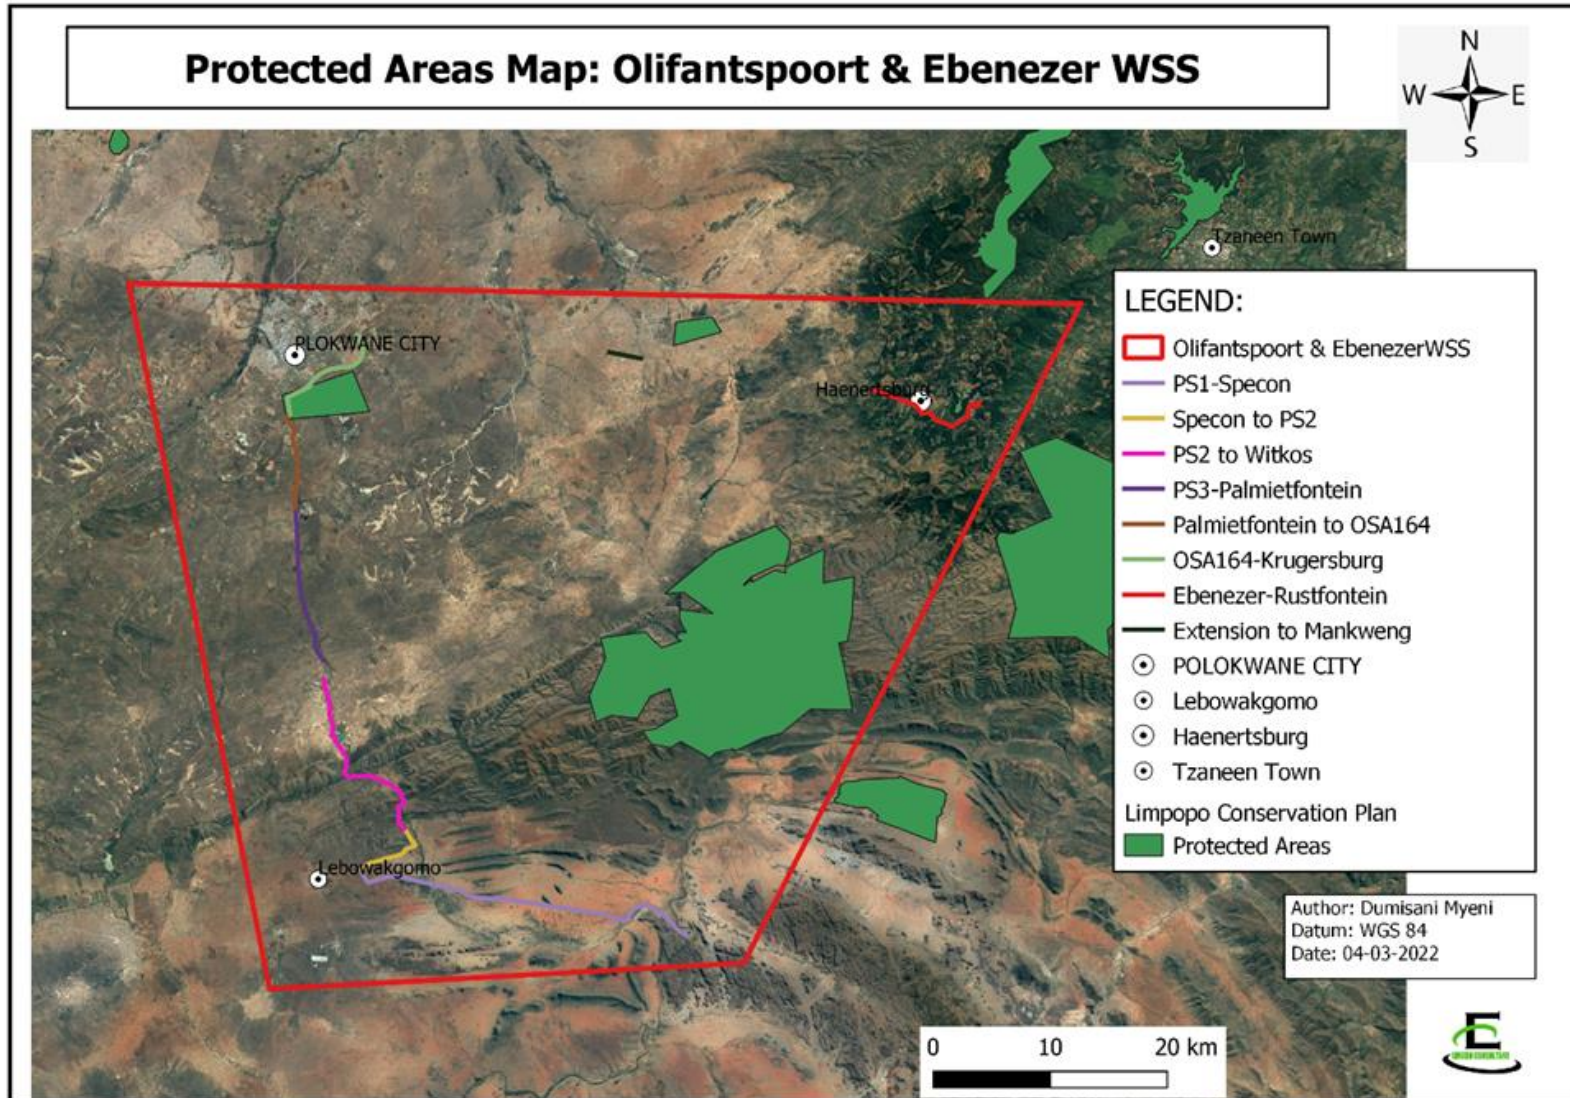 Protected Areas Map: Olifantspoort & Ebenezer WSS
N
W E
S
Tzaneen Town
PLOKWANE CITY
Haenertsburg
Lebowakgomo
LEGEND:
Olifantspoort & EbenezerWSS
PS1-Specon
Specon to PS2
PS2 to Witkos
PS3-Palmietfontein
Palmietfontein to OSA164
OSA164-Krugersburg
Ebenezer-Rustfontein
Extension to Mankweng
POLOKWANE CITY
Lebowakgomo
Haenertsburg
Tzaneen Town
Limpopo Conservation Plan
Protected Areas
Author: Dumisani Myeni
Datum: WGS 84
Date: 04-03-2022
0 10 20 km
E